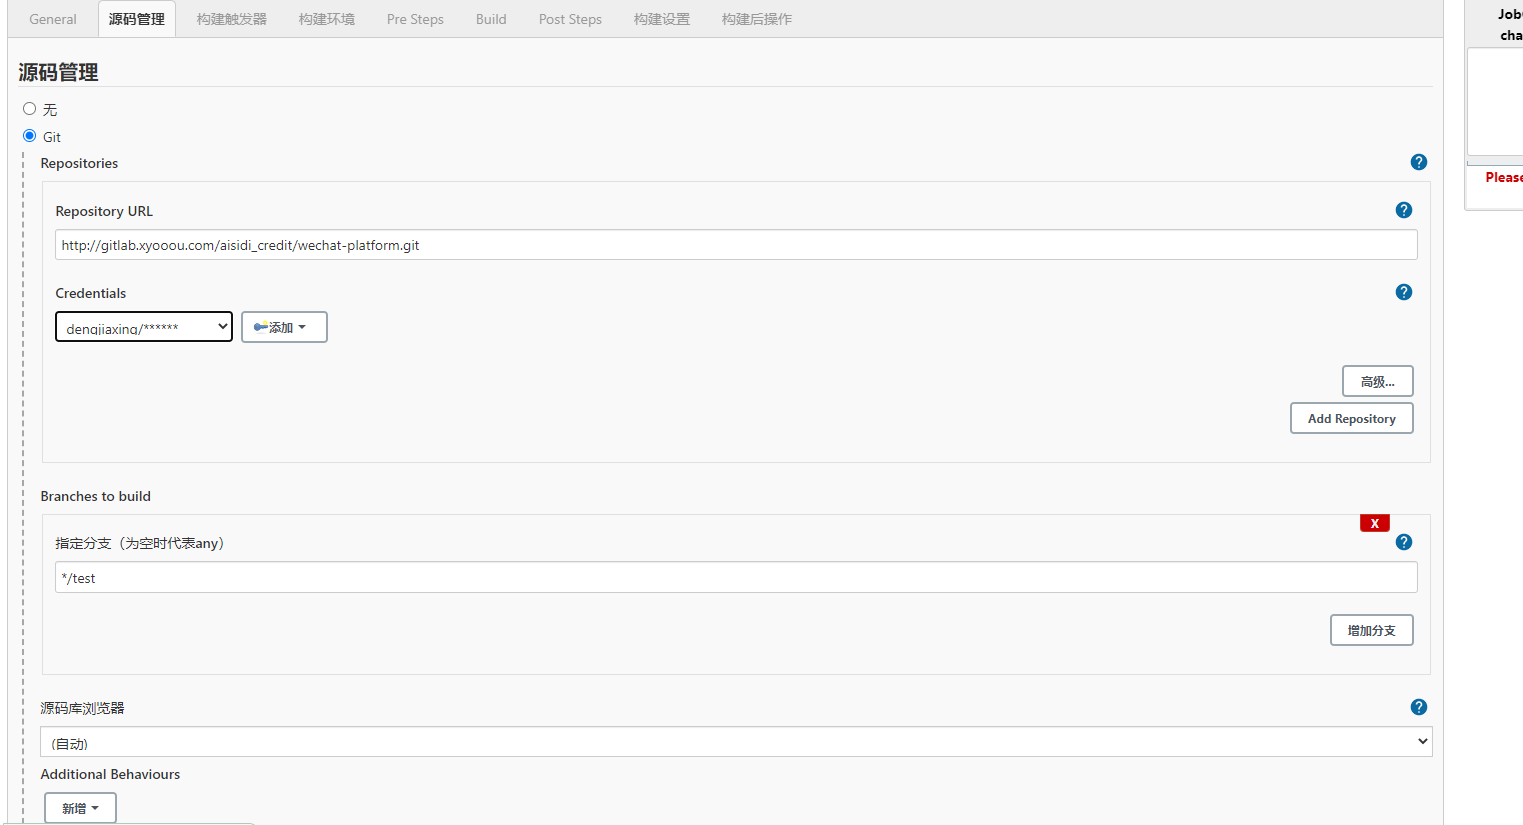 General 源码管理 构建触发器 构建环境 Pre Steps Build Post Steps 构建设置 构建后操作
源码管理
无
Git
Repositories
Repository URL
http://gitlab.xyooou.com/aisidi_credit/wechat-platform.git
Credentials
dengjiaxing/******
添加
高级...
Add Repository
Branches to build
X
指定分支（为空时代表any）
*/test
增加分支
源码库浏览器
(自动)
Additional Behaviours
新增
Job
cha
Please